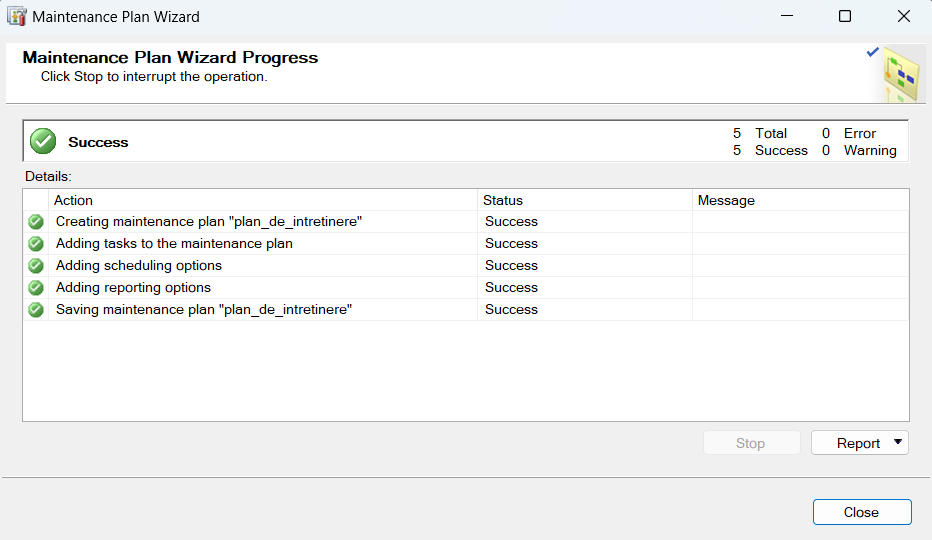 Maintenance Plan Wizard
Maintenance Plan Wizard Progress
Click Stop to interrupt the operation.
Success 5 Total 0 Error
5 Success 0 Warning
Details:
Action Status Message
Creating maintenance plan "plan_de_intretinere" Success
Adding tasks to the maintenance plan Success
Adding scheduling options Success
Adding reporting options Success
Saving maintenance plan "plan_de_intretinere" Success
Stop Report
Close